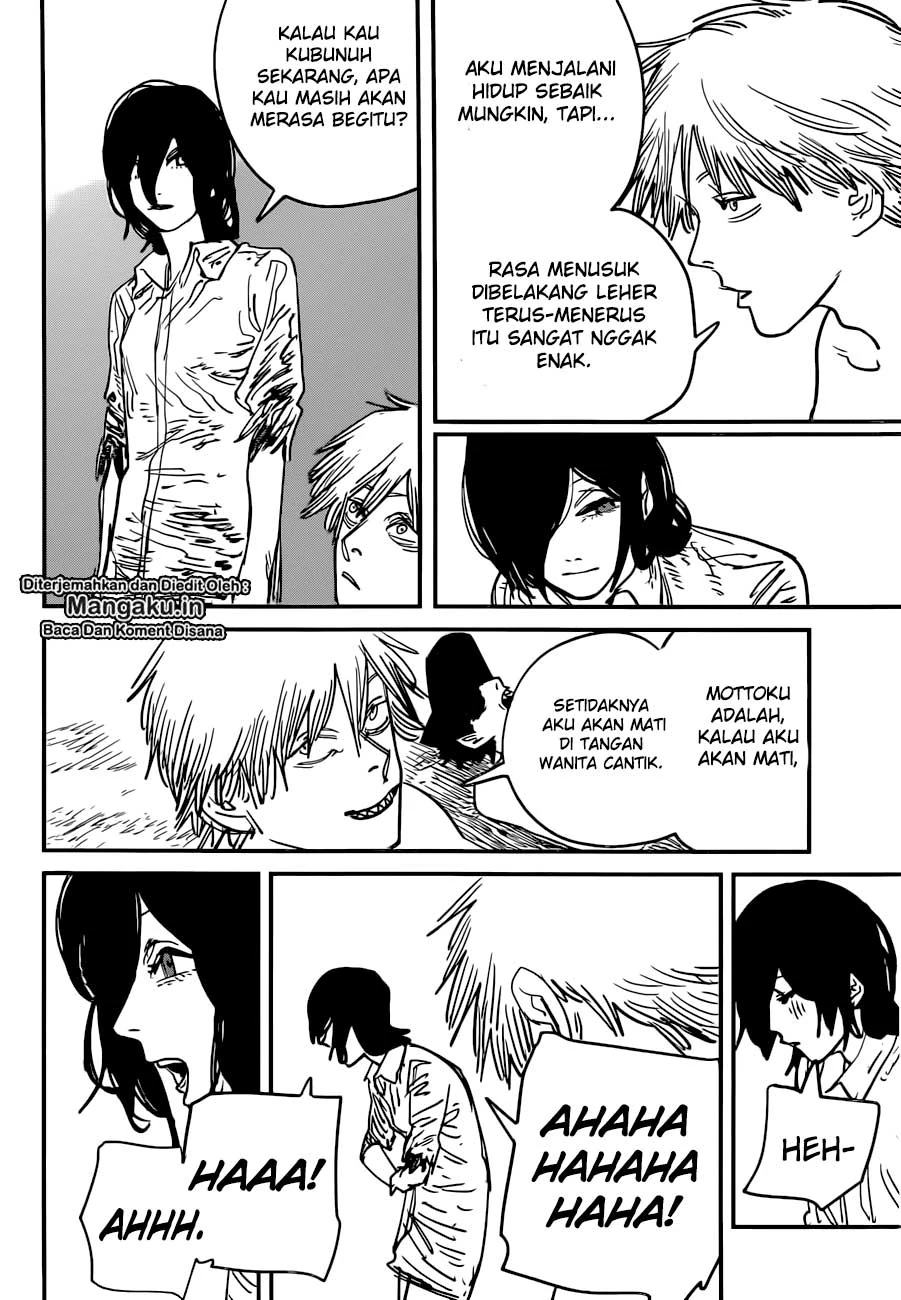 AKU MENJALANI
HIDUP SEBAIK
MUNGKIN, TAPI...
RASA MENUSUK
DIBELAKANG LEHER
TERUS-MENERUS
ITU SANGAT NGGAK
ENAK.
KALAU KAU
KUBUNUH
SEKARANG, APA
KAU MASIH AKAN
MERASA BEGITU?
Diterjemahkan dan Diedit Oleh :
Mangaku.in
Baca Dan Koment Disana
MOTTOKU
ADALAH,
KALAU AKU
AKAN MATI,
SETIDAKNYA
AKU AKAN MATI
DI TANGAN
WANITA CANTIK.
HEH-
AHAHA
HAHAHA
HAHA!
HAAA!
AHHH.